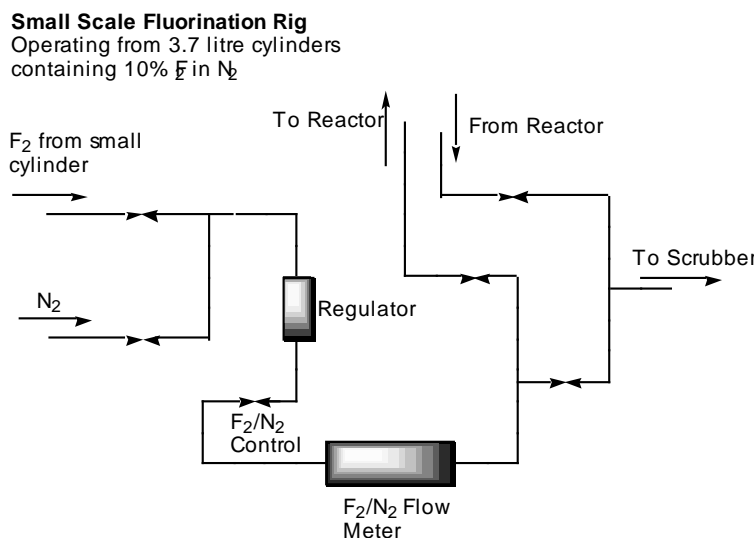 Small Scale Fluorination Rig
Operating from 3.7 litre cylinders
containing 10% F2 in N2
To Reactor
From Reactor
F2 from small
cylinder
To Scrubber
N2
Regulator
F2/N2
Control
F2/N2 Flow
Meter